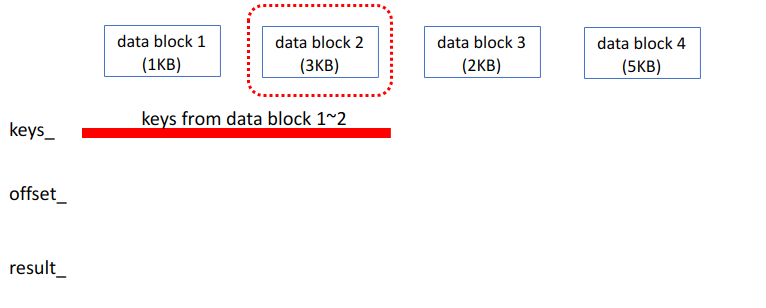 data block 1
(1KB)
data block 2
(3KB)
data block 3
(2KB)
data block 4
(5KB)
keys from data block 1~2
keys_
offset_
result_